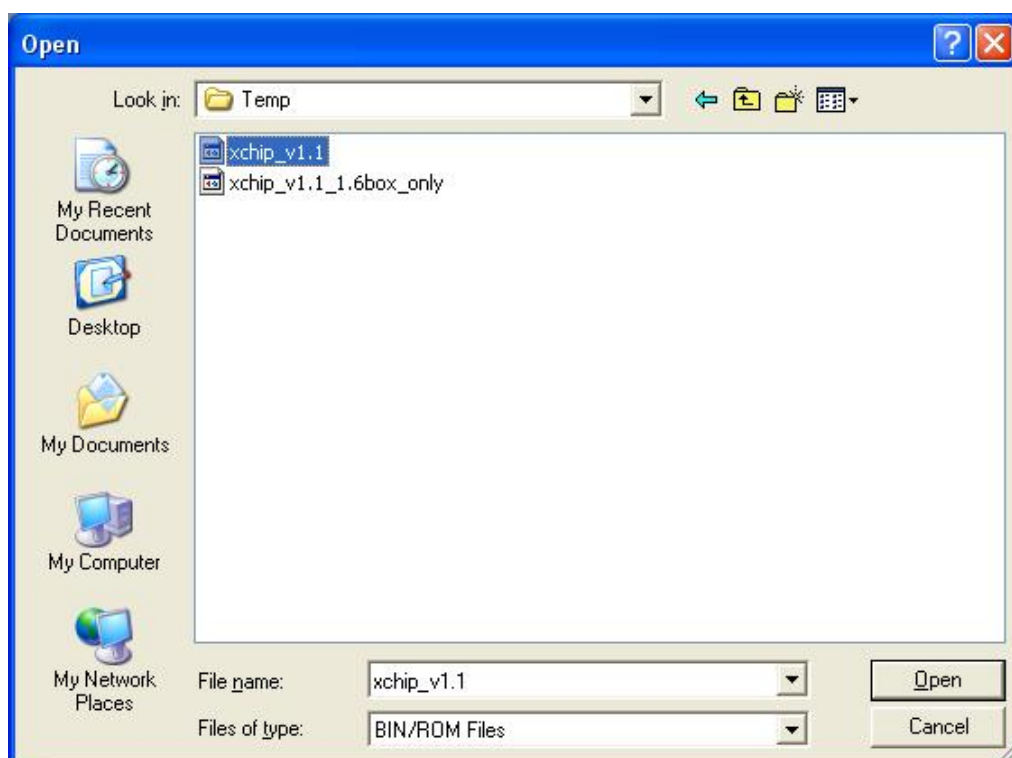 Open
Look in:
Temp
xchip_v1.1
xchip_v1.1_1.6box_only
My Recent
Documents
Desktop
My Documents
My Computer
My Network
Places
File name:
xchip_v1.1
Open
Files of type:
BIN/ROM Files
Cancel